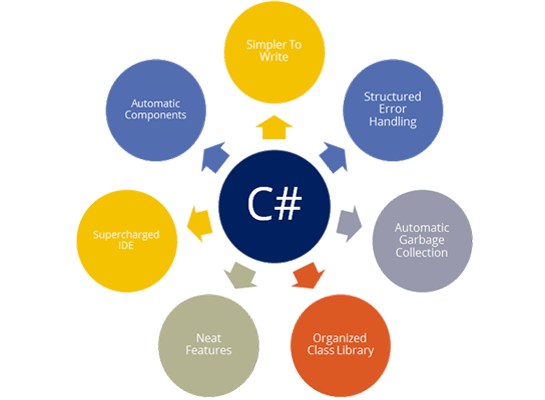 Simpler To
Write
Structured
Error
Handling
Automatic
Garbage
Collection
Organized
Class Library
Neat
Features
Supercharged
IDE
Automatic
Components
C#